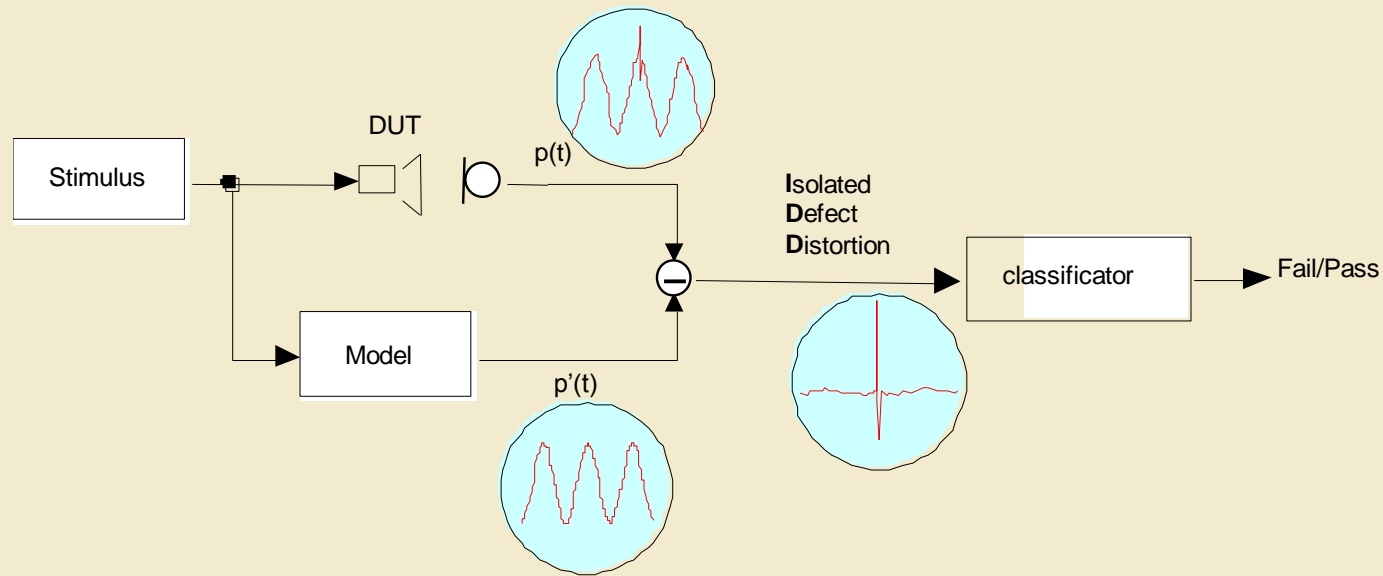 DUT
Stimulus
p(t)
Isolated
Defect
Distortion
classificator
Fail/Pass
Model
p’(t)